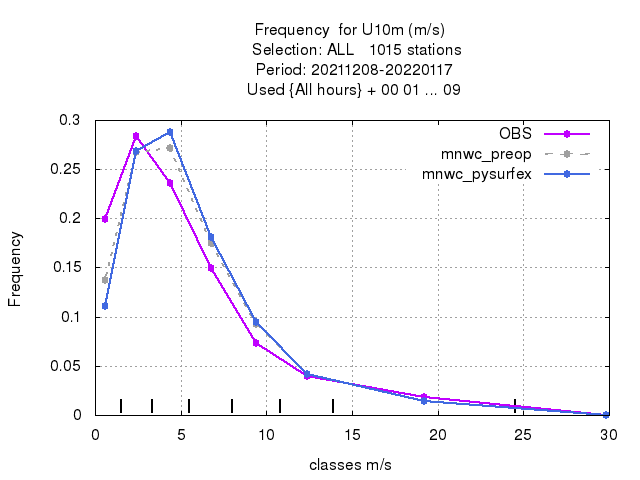 Frequency  for U10m (m/s)
Selection: ALL   1015 stations
Period: 20211208-20220117
Used {All hours} + 00 01 ... 09
OBS
mnwc_preop
mnwc_pysurfex
Frequency
0.3
0.25
0.2
0.15
0.1
0.05
0
0 5 10 15 20 25 30
classes m/s